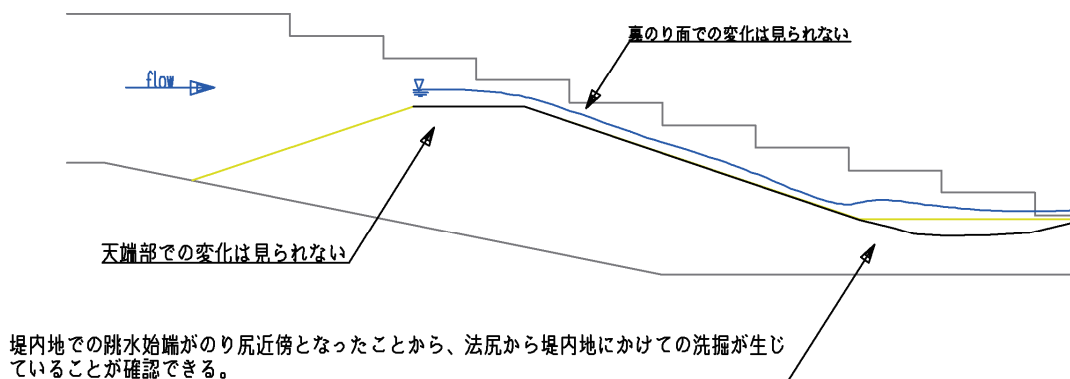 裏のり面での変化は見られない
flow
天端部での変化は見られない
堤内地での跳水始端がのり尻近傍となったことから、法尻から堤内地にかけての洗掘が生じ
ていることが確認できる。